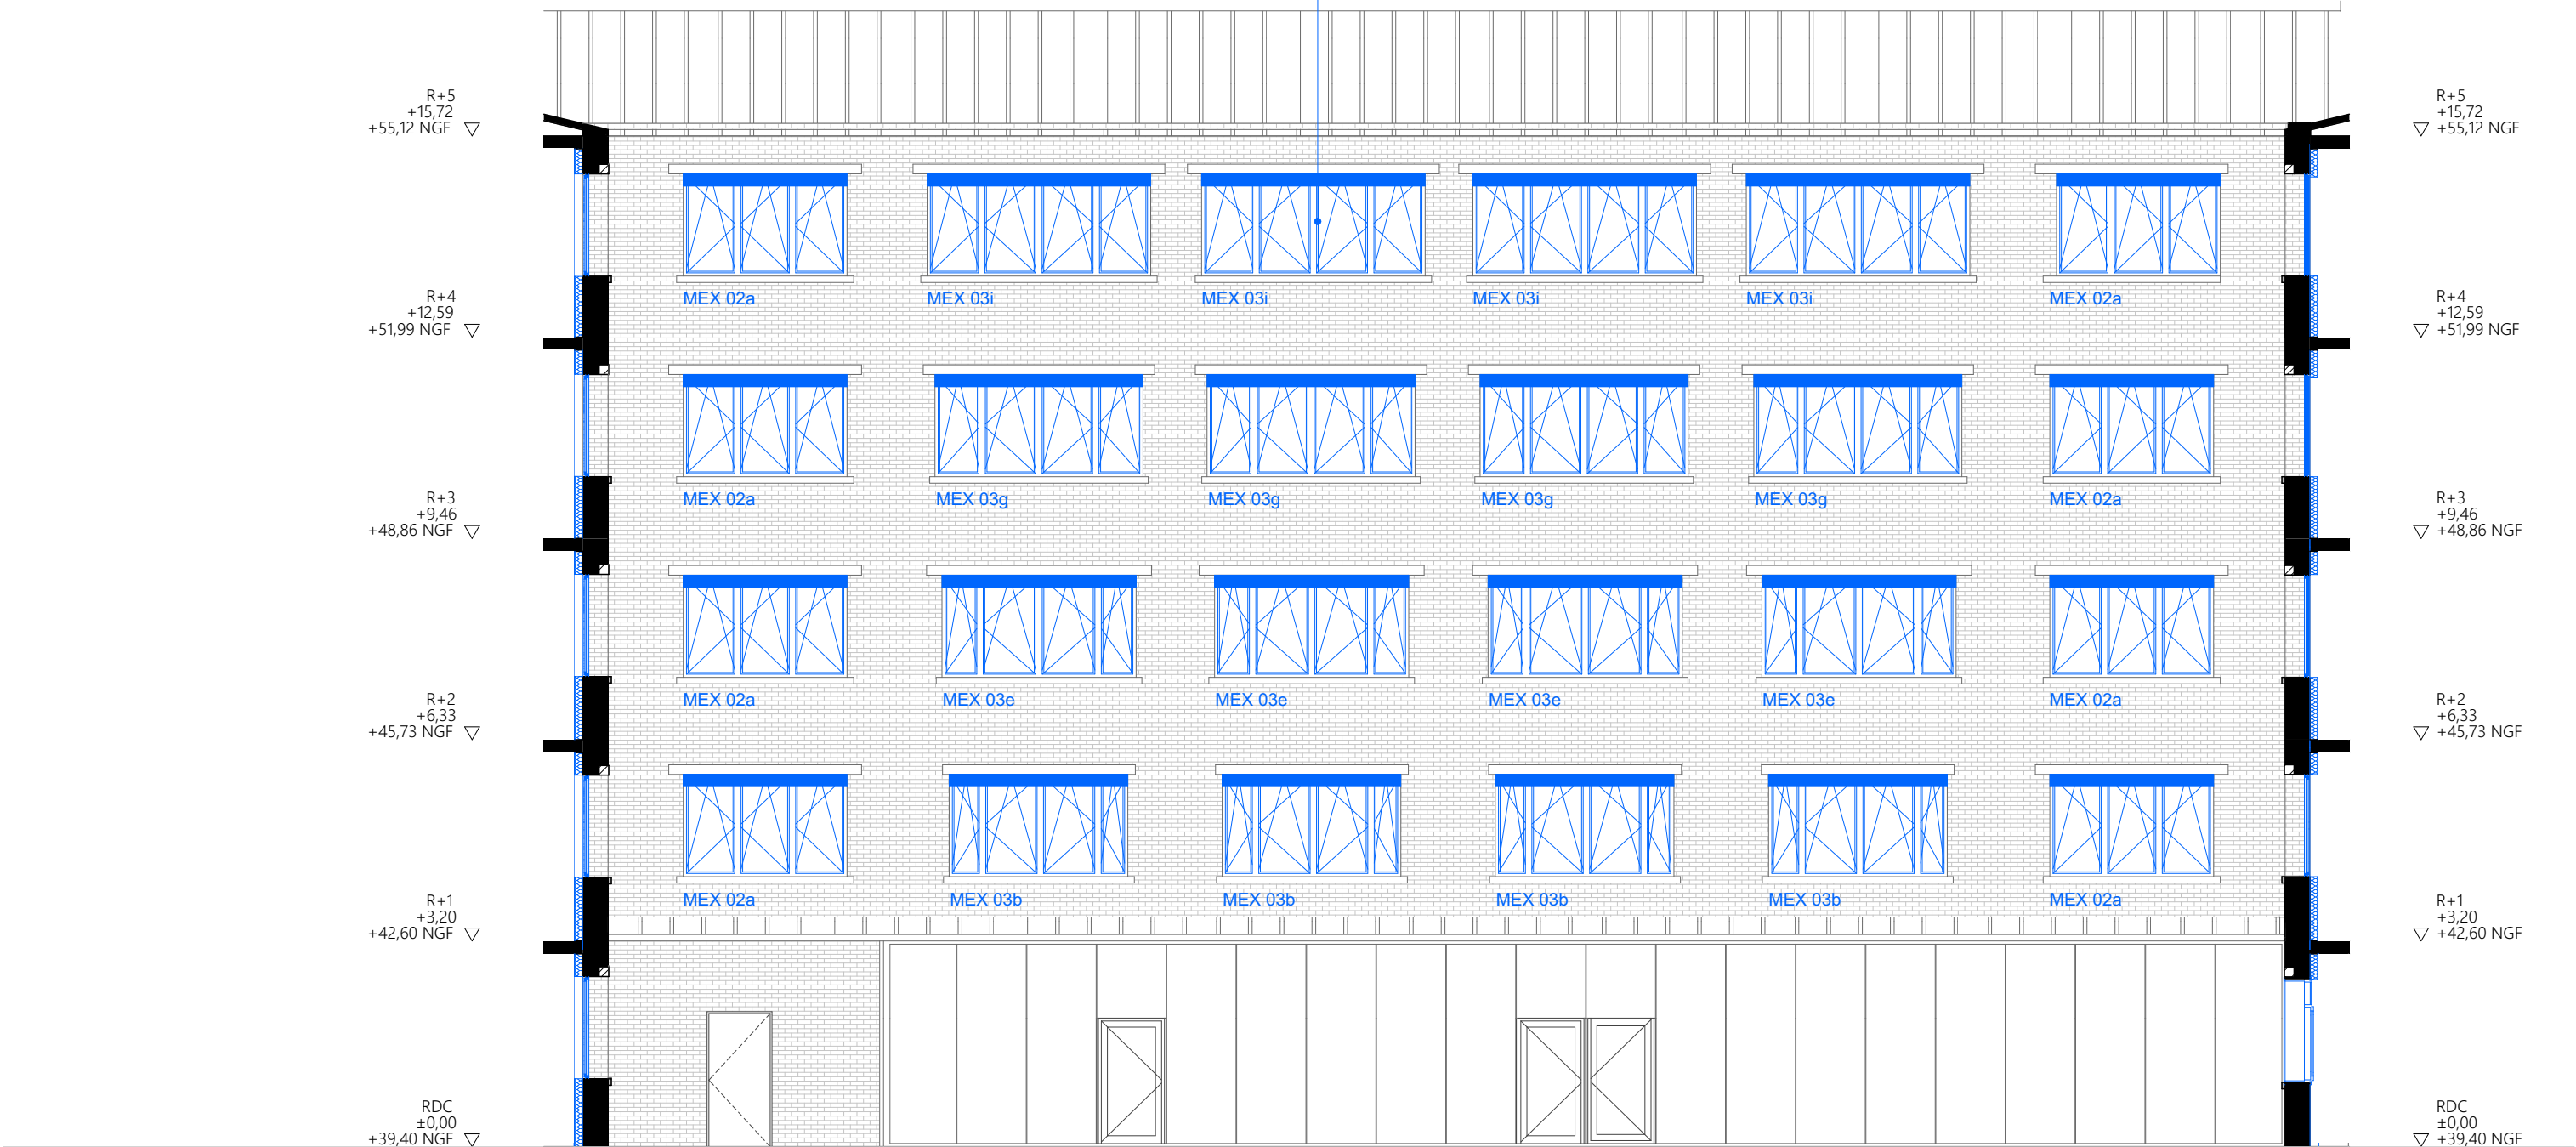 R+5
+15,72
+55,12 NGF
R+5
+15,72
+55,12 NGF
MEX 02a MEX 03i MEX 03i MEX 03i MEX 03i MEX 02a
R+4
+12,59
+51,99 NGF
R+4
+12,59
+51,99 NGF
MEX 02a MEX 03g MEX 03g MEX 03g MEX 03g MEX 02a
R+3
+9,46
+48,86 NGF
R+3
+9,46
+48,86 NGF
MEX 02a MEX 03e MEX 03e MEX 03e MEX 03e MEX 02a
R+2
+6,33
+45,73 NGF
R+2
+6,33
+45,73 NGF
MEX 02a MEX 03b MEX 03b MEX 03b MEX 03b MEX 02a
R+1
+3,20
+42,60 NGF
R+1
+3,20
+42,60 NGF
RDC
±0,00
+39,40 NGF
RDC
±0,00
+39,40 NGF